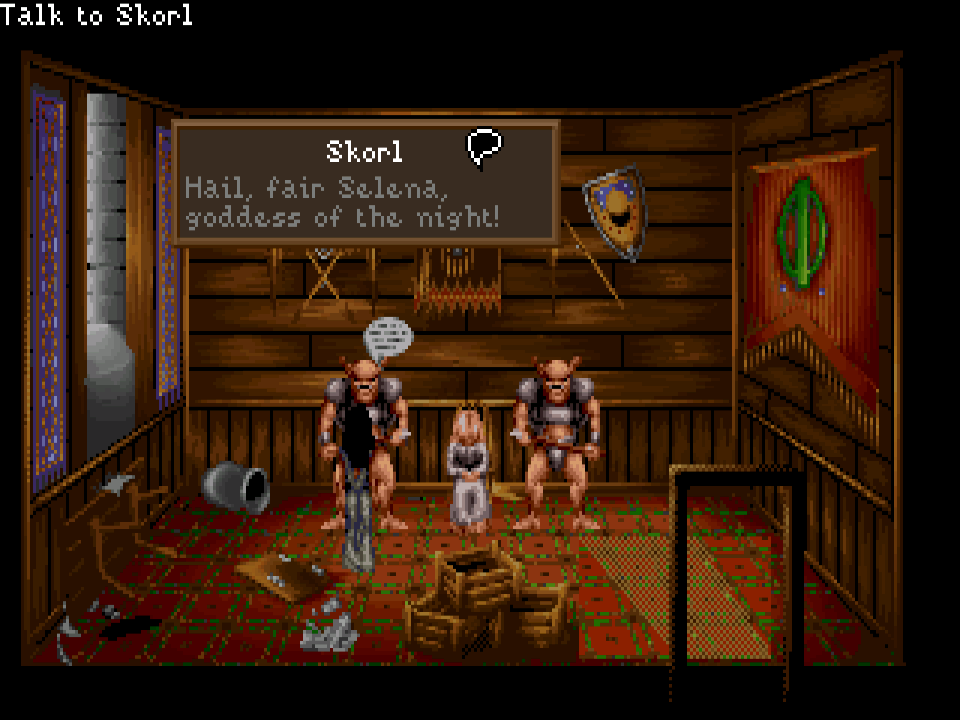 Talk to Skorl
Skorl
Hail, fair Selena,
goddess of the night!